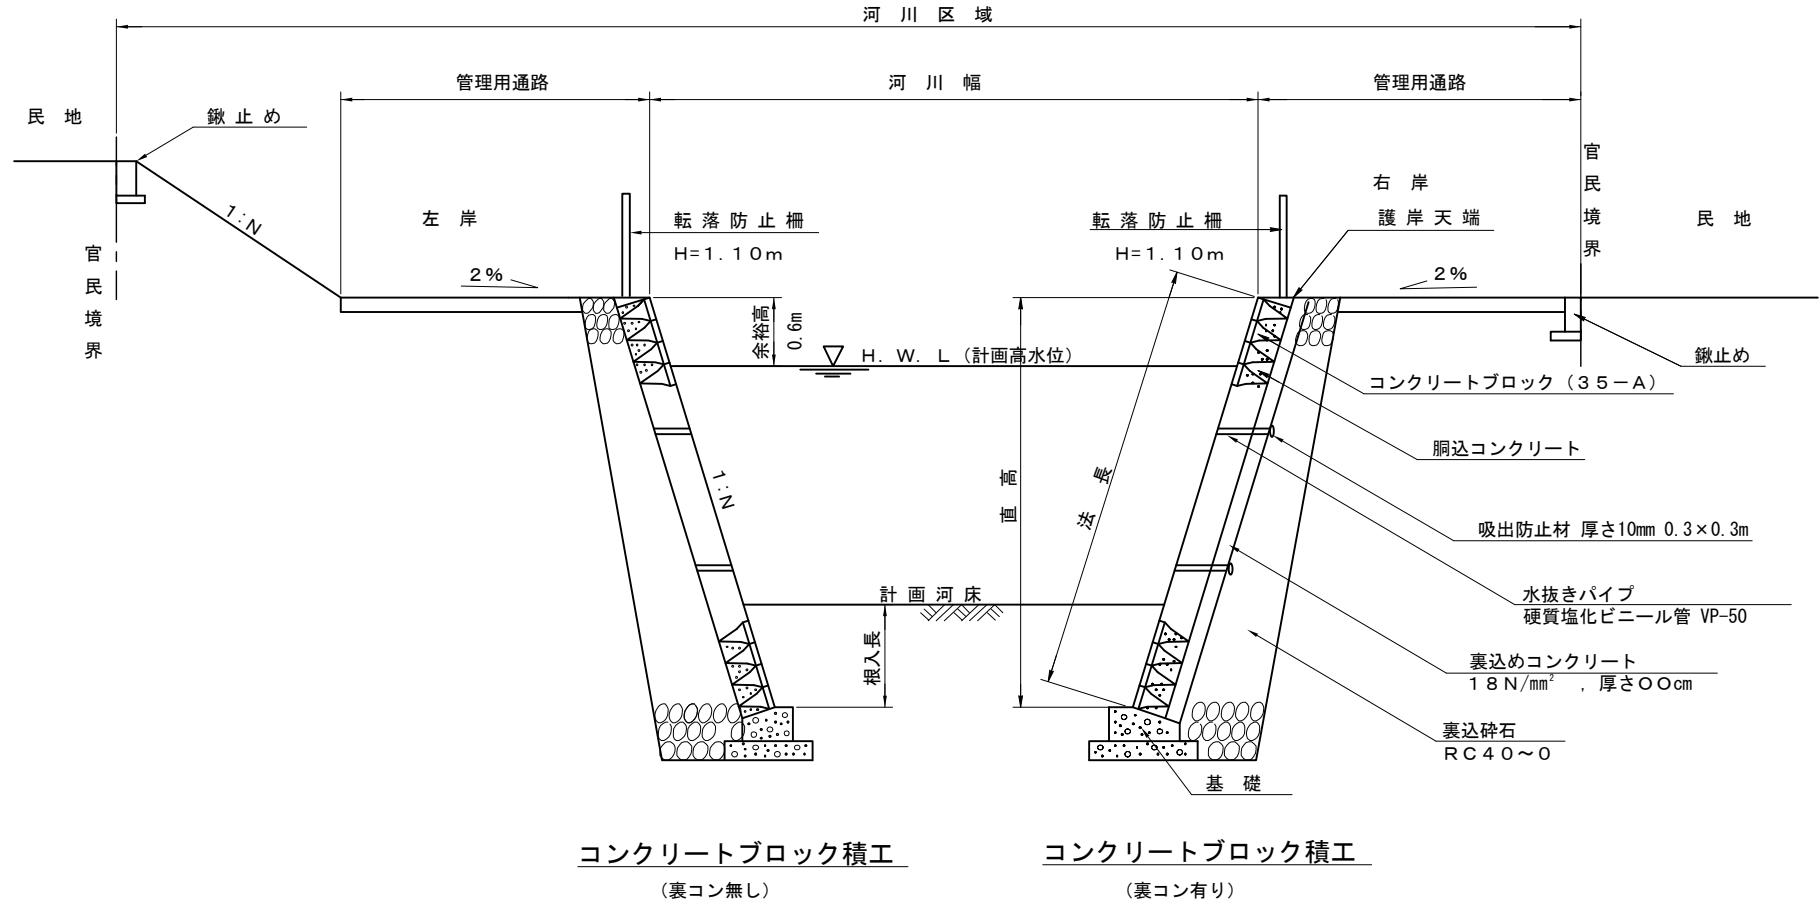 河川区域
管理用通路
河川幅
管理用通路
民地
鍬止め
官民境界
右岸
左岸
転落防止柵
H=1.10m
転落防止柵
H=1.10m
護岸天端
民地
1:N
官民境界
2%
2%
余裕高
0.6m
H.W.L(計画高水位)
鍬止め
コンクリートブロック(35-A)
胴込コンクリート
1:N
直高
法長
吸出防止材 厚さ10mm 0.3×0.3m
計画河床
水抜きパイプ
硬質塩化ビニール管 VP-50
根入長
裏込めコンクリート
18N/mm²,厚さ○○cm
裏込砕石
RC40~0
基礎
コンクリートブロック積工
(裏コン無し)
コンクリートブロック積工
(裏コン有り)